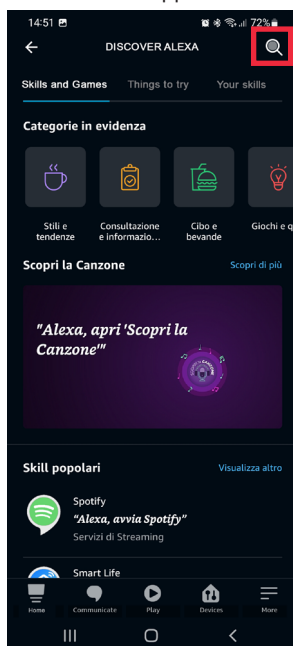 14:51 72%
DISCOVER ALEXA
Skills and Games Things to try Your skills
Categorie in evidenza
Stili e tendenze
Consultazione e informazio...
Cibo e bevande
Giochi e q
Scopri la Canzone Scopri di più
"Alexa, apri 'Scopri la
Canzone'"
Skill popolari Visualizza altro
Spotify
"Alexa, avvia Spotify"
Servizi di Streaming
Smart Life
Home Communicate Play Devices More